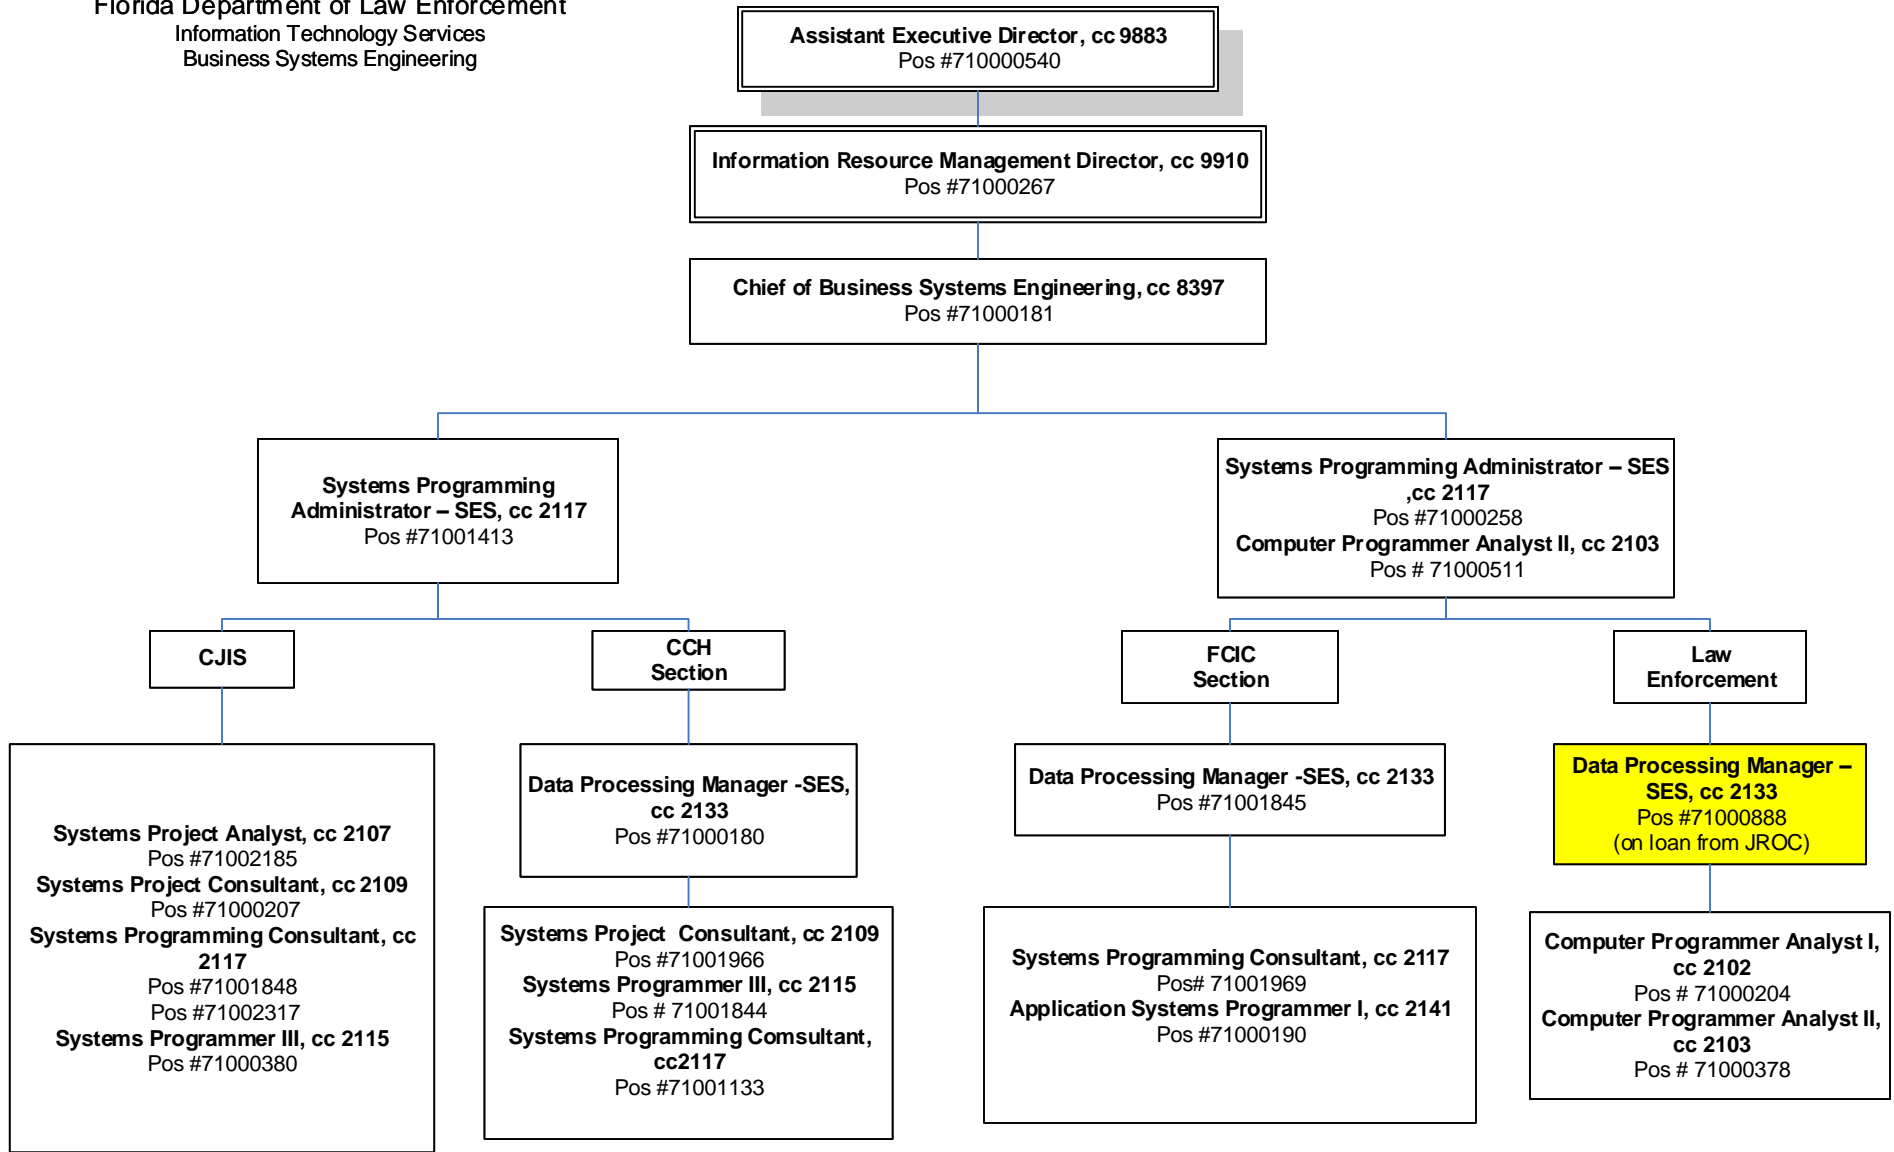 Florida Department of Law Enforcement
Information Technology Services
Business Systems Engineering
Assistant Executive Director, cc 9883
Pos #710000540
Information Resource Management Director, cc 9910
Pos #71000267
Chief of Business Systems Engineering, cc 8397
Pos #71000181
Systems Programming
Administrator – SES, cc 2117
Pos #71001413
Systems Programming Administrator – SES
,cc 2117
Pos #71000258
Computer Programmer Analyst II, cc 2103
Pos # 71000511
CJIS
CCH
Section
FCIC
Section
Law
Enforcement
Systems Project Analyst, cc 2107
Pos #71002185
Systems Project Consultant, cc 2109
Pos #71000207
Systems Programming Consultant, cc
2117
Pos #71001848
Pos #71002317
Systems Programmer III, cc 2115
Pos #71000380
Data Processing Manager -SES,
cc 2133
Pos #71000180
Systems Project  Consultant, cc 2109
Pos #71001966
Systems Programmer III, cc 2115
Pos # 71001844
Systems Programming Comsultant,
cc2117
Pos #71001133
Data Processing Manager -SES, cc 2133
Pos #71001845
Systems Programming Consultant, cc 2117
Pos# 71001969
Application Systems Programmer I, cc 2141
Pos #71000190
Data Processing Manager –
SES, cc 2133
Pos #71000888
(on loan from JROC)
Computer Programmer Analyst I,
cc 2102
Pos # 71000204
Computer Programmer Analyst II,
cc 2103
Pos # 71000378